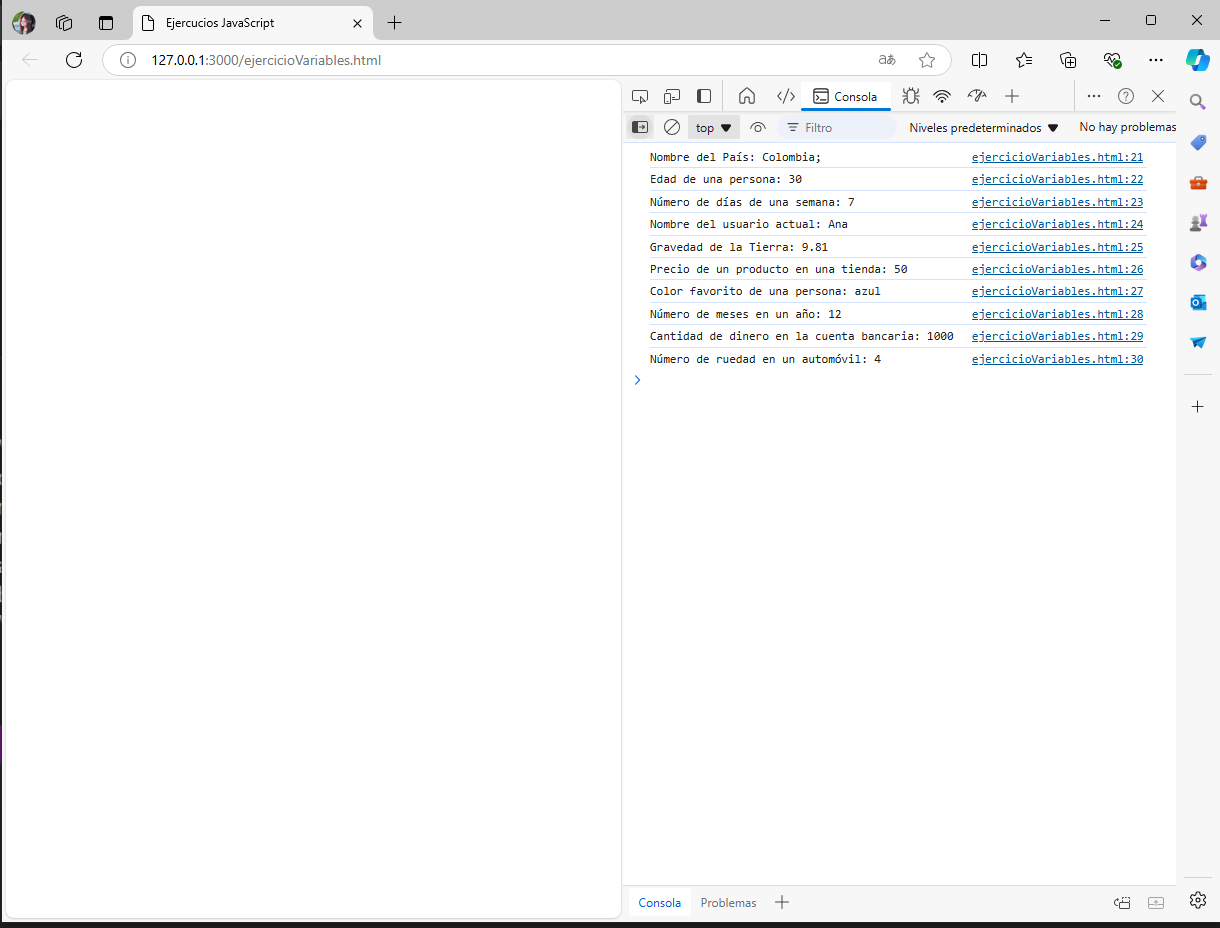 Ejercucios JavaScript
127.0.0.1:3000/ejercicioVariables.html
aあ
Consola
top
Filtro
Niveles predeterminados
No hay problemas
Nombre del País: Colombia; ejercicioVariables.html:21
Edad de una persona: 30 ejercicioVariables.html:22
Número de días de una semana: 7 ejercicioVariables.html:23
Nombre del usuario actual: Ana ejercicioVariables.html:24
Gravedad de la Tierra: 9.81 ejercicioVariables.html:25
Precio de un producto en una tienda: 50 ejercicioVariables.html:26
Color favorito de una persona: azul ejercicioVariables.html:27
Número de meses en un año: 12 ejercicioVariables.html:28
Cantidad de dinero en la cuenta bancaria: 1000 ejercicioVariables.html:29
Número de ruedad en un automóvil: 4 ejercicioVariables.html:30
Consola
Problemas